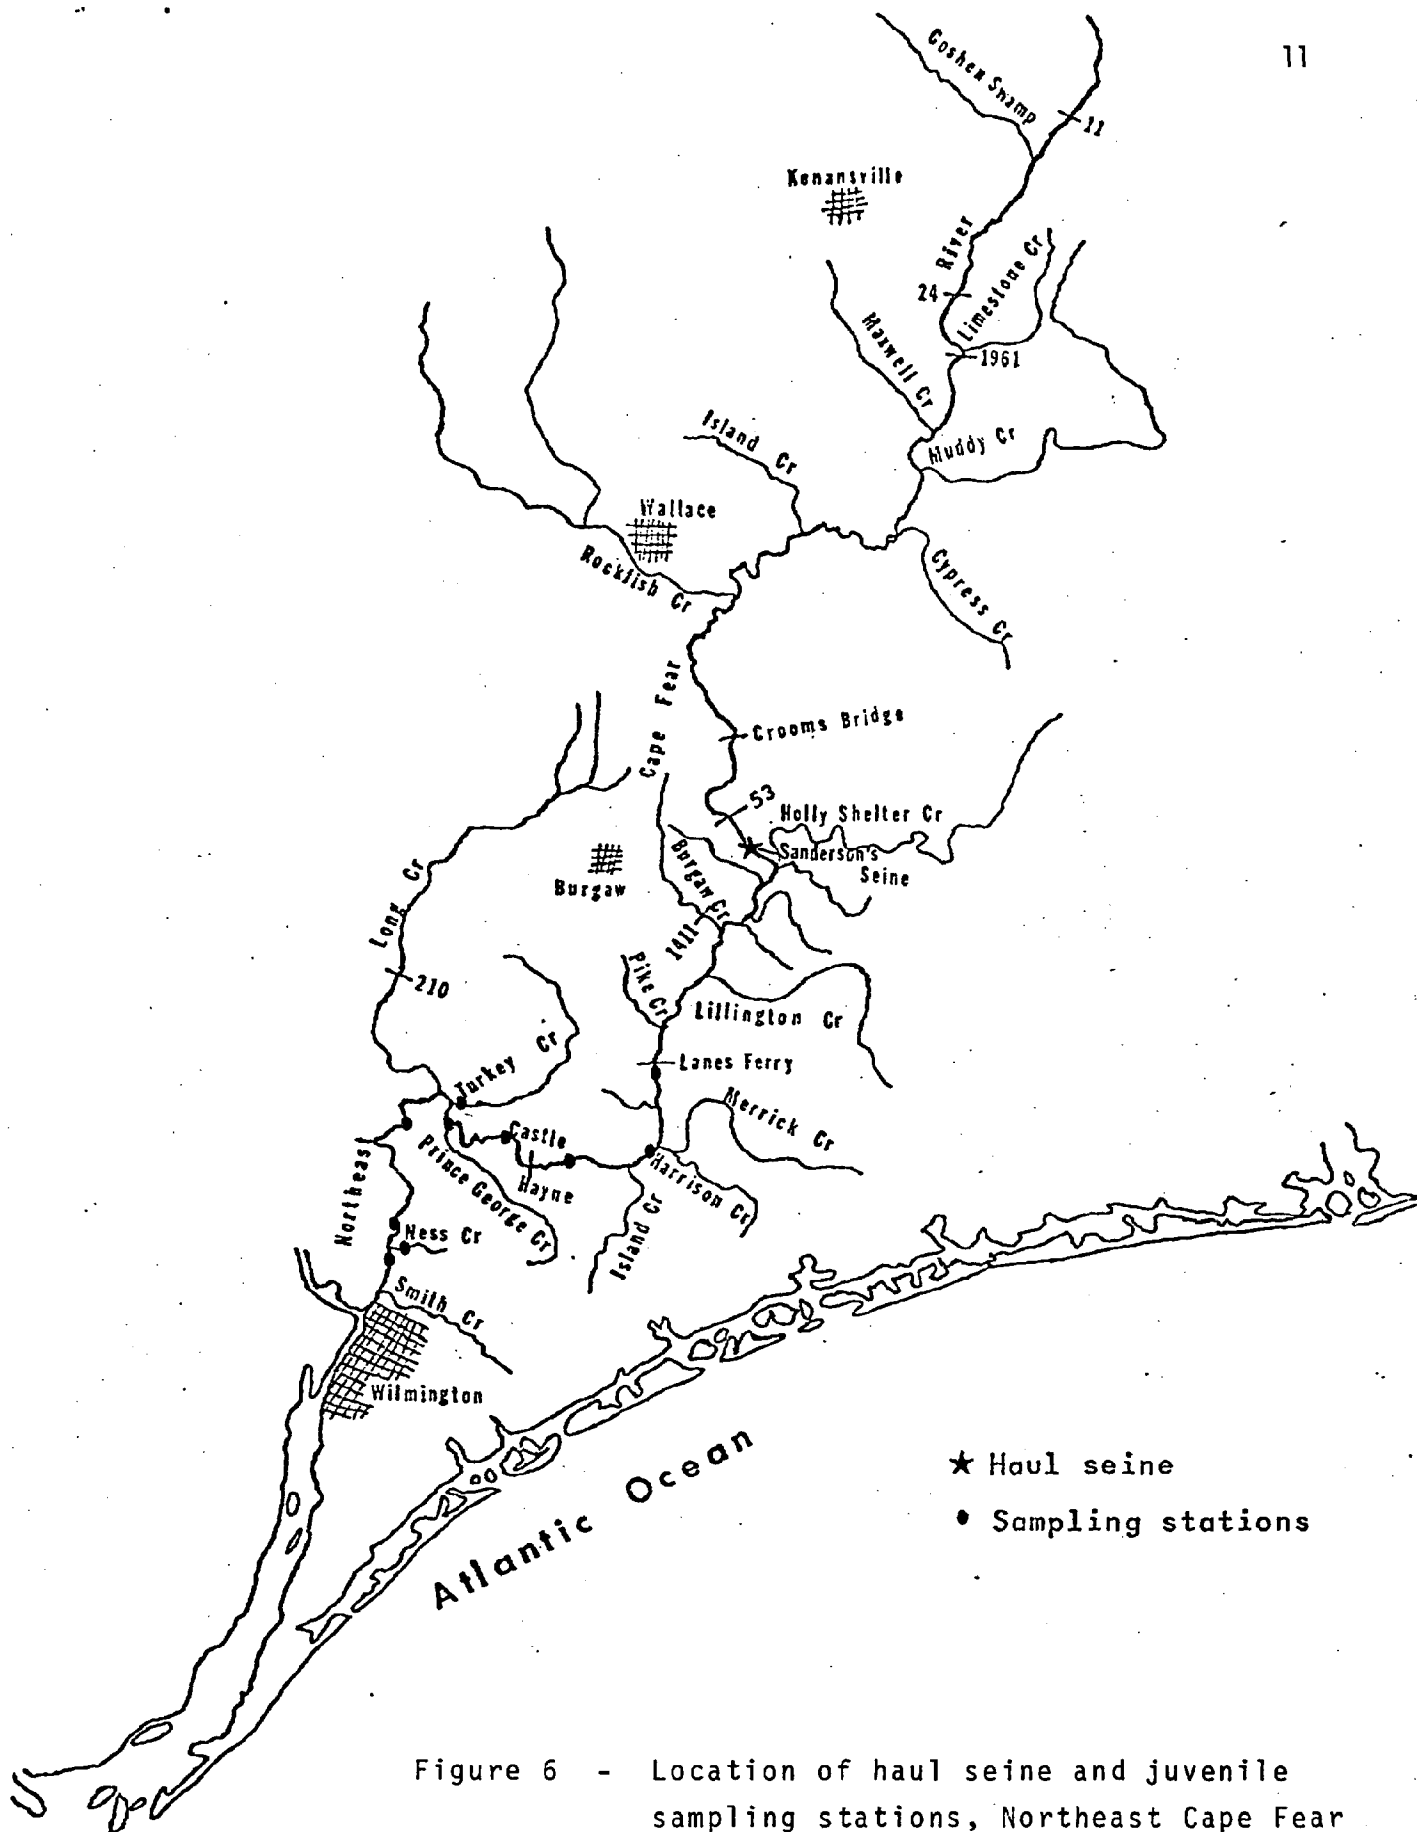 11
Goshen Swamp
11
Kenansville
River
24
Limestone Cr
1961
Maxwell Cr
Muddy Cr
Island Cr
Wallace
Rockfish Cr
Cypress Cr
Cape Fear
Crooms Bridge
53
Holly Shelter Cr
Sanderson's
Seine
Burgaw
Burgaw Cr
1411
Long Cr
210
Pike Cr
Lillington Cr
Lanes Ferry
Turkey Cr
Merrick Cr
Castle
Hayne
Prince George Cr
Harrison Cr
Island Cr
Northeast
Ness Cr
Smith Cr
Wilmington
Atlantic Ocean
★ Haul seine
● Sampling stations
Figure 6 - Location of haul seine and juvenile
sampling stations, Northeast Cape Fear